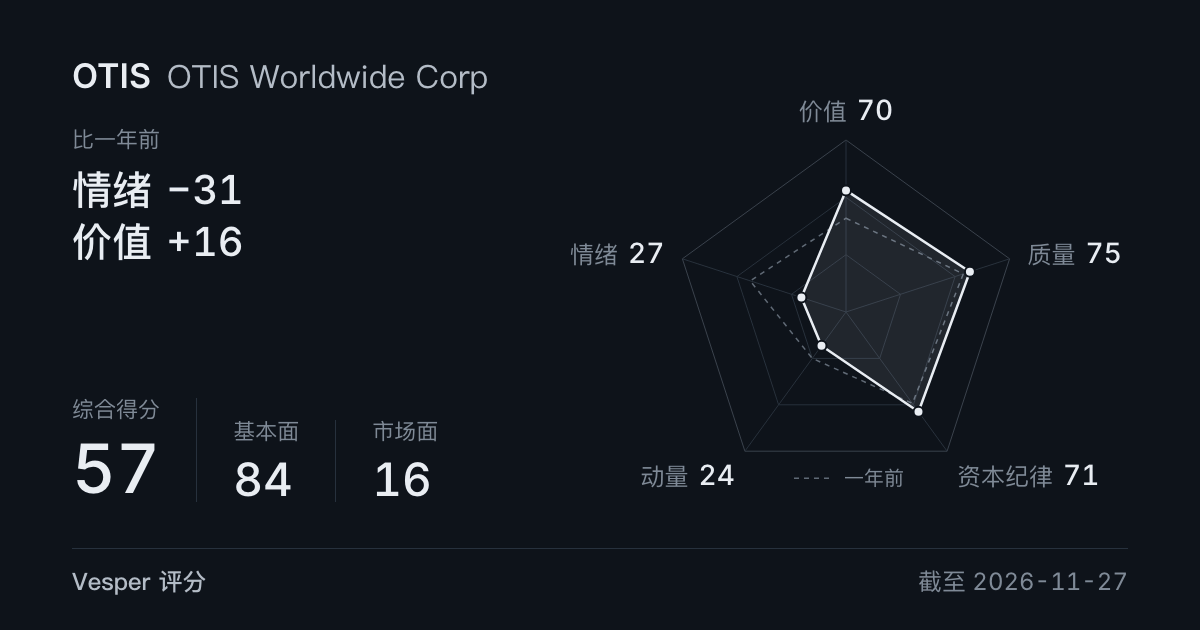 OTIS OTIS Worldwide Corp
比一年前
情绪 −31
价值 +16
综合得分
57
基本面
84
市场面
16
价值 70
情绪 27
质量 75
动量 24
---- 一年前
资本纪律 71
Vesper 评分
截至 2026-11-27